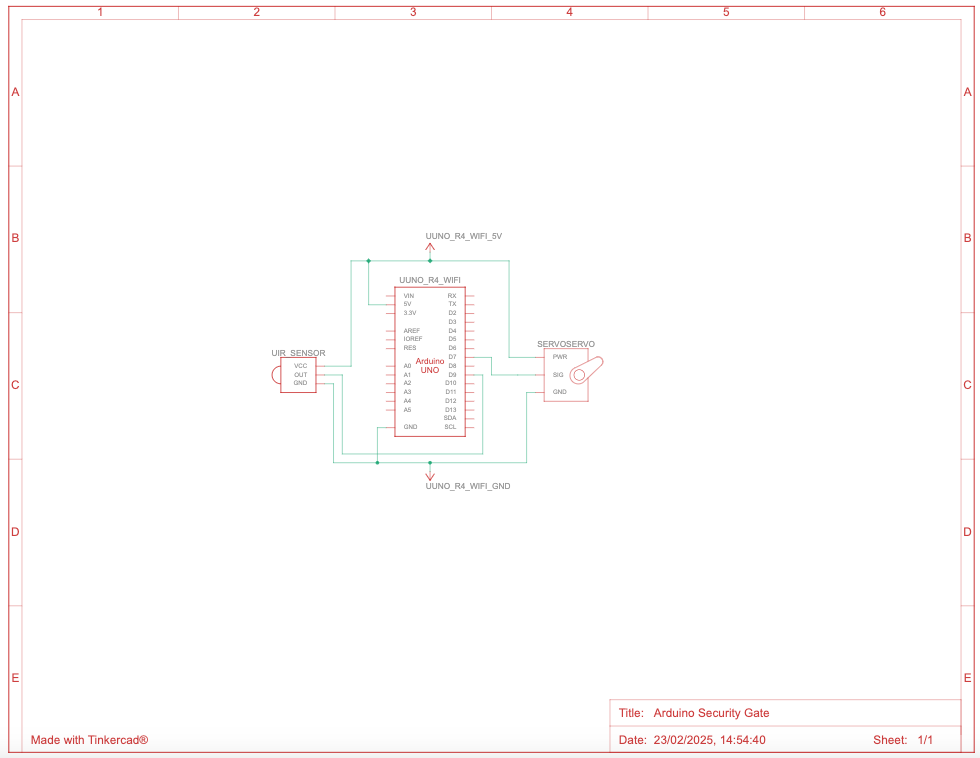 1 2 3 4 5 6
A A
B B
UUNO_R4_WIFI_5V
UUNO_R4_WIFI
VIN RX
5V TX
3.3V D2
D3
AREF D4
IOREF D5
RES D6
D7
A0 D8
A1 D9
A2 D10
A3 D11
A4 D12
A5 D13
SDA
GND SCL
Arduino
UNO
UIR_SENSOR
VCC
OUT
GND
SERVOSERVO
PWR
SIG
GND
C C
UUNO_R4_WIFI_GND
D D
E E
Title: Arduino Security Gate
Made with Tinkercad®
Date: 23/02/2025, 14:54:40 Sheet: 1/1